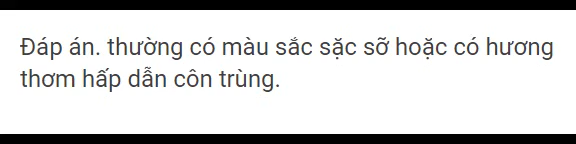 Đáp án. thường có màu sắc sặc sỡ hoặc có hương
thơm hấp dẫn côn trùng.